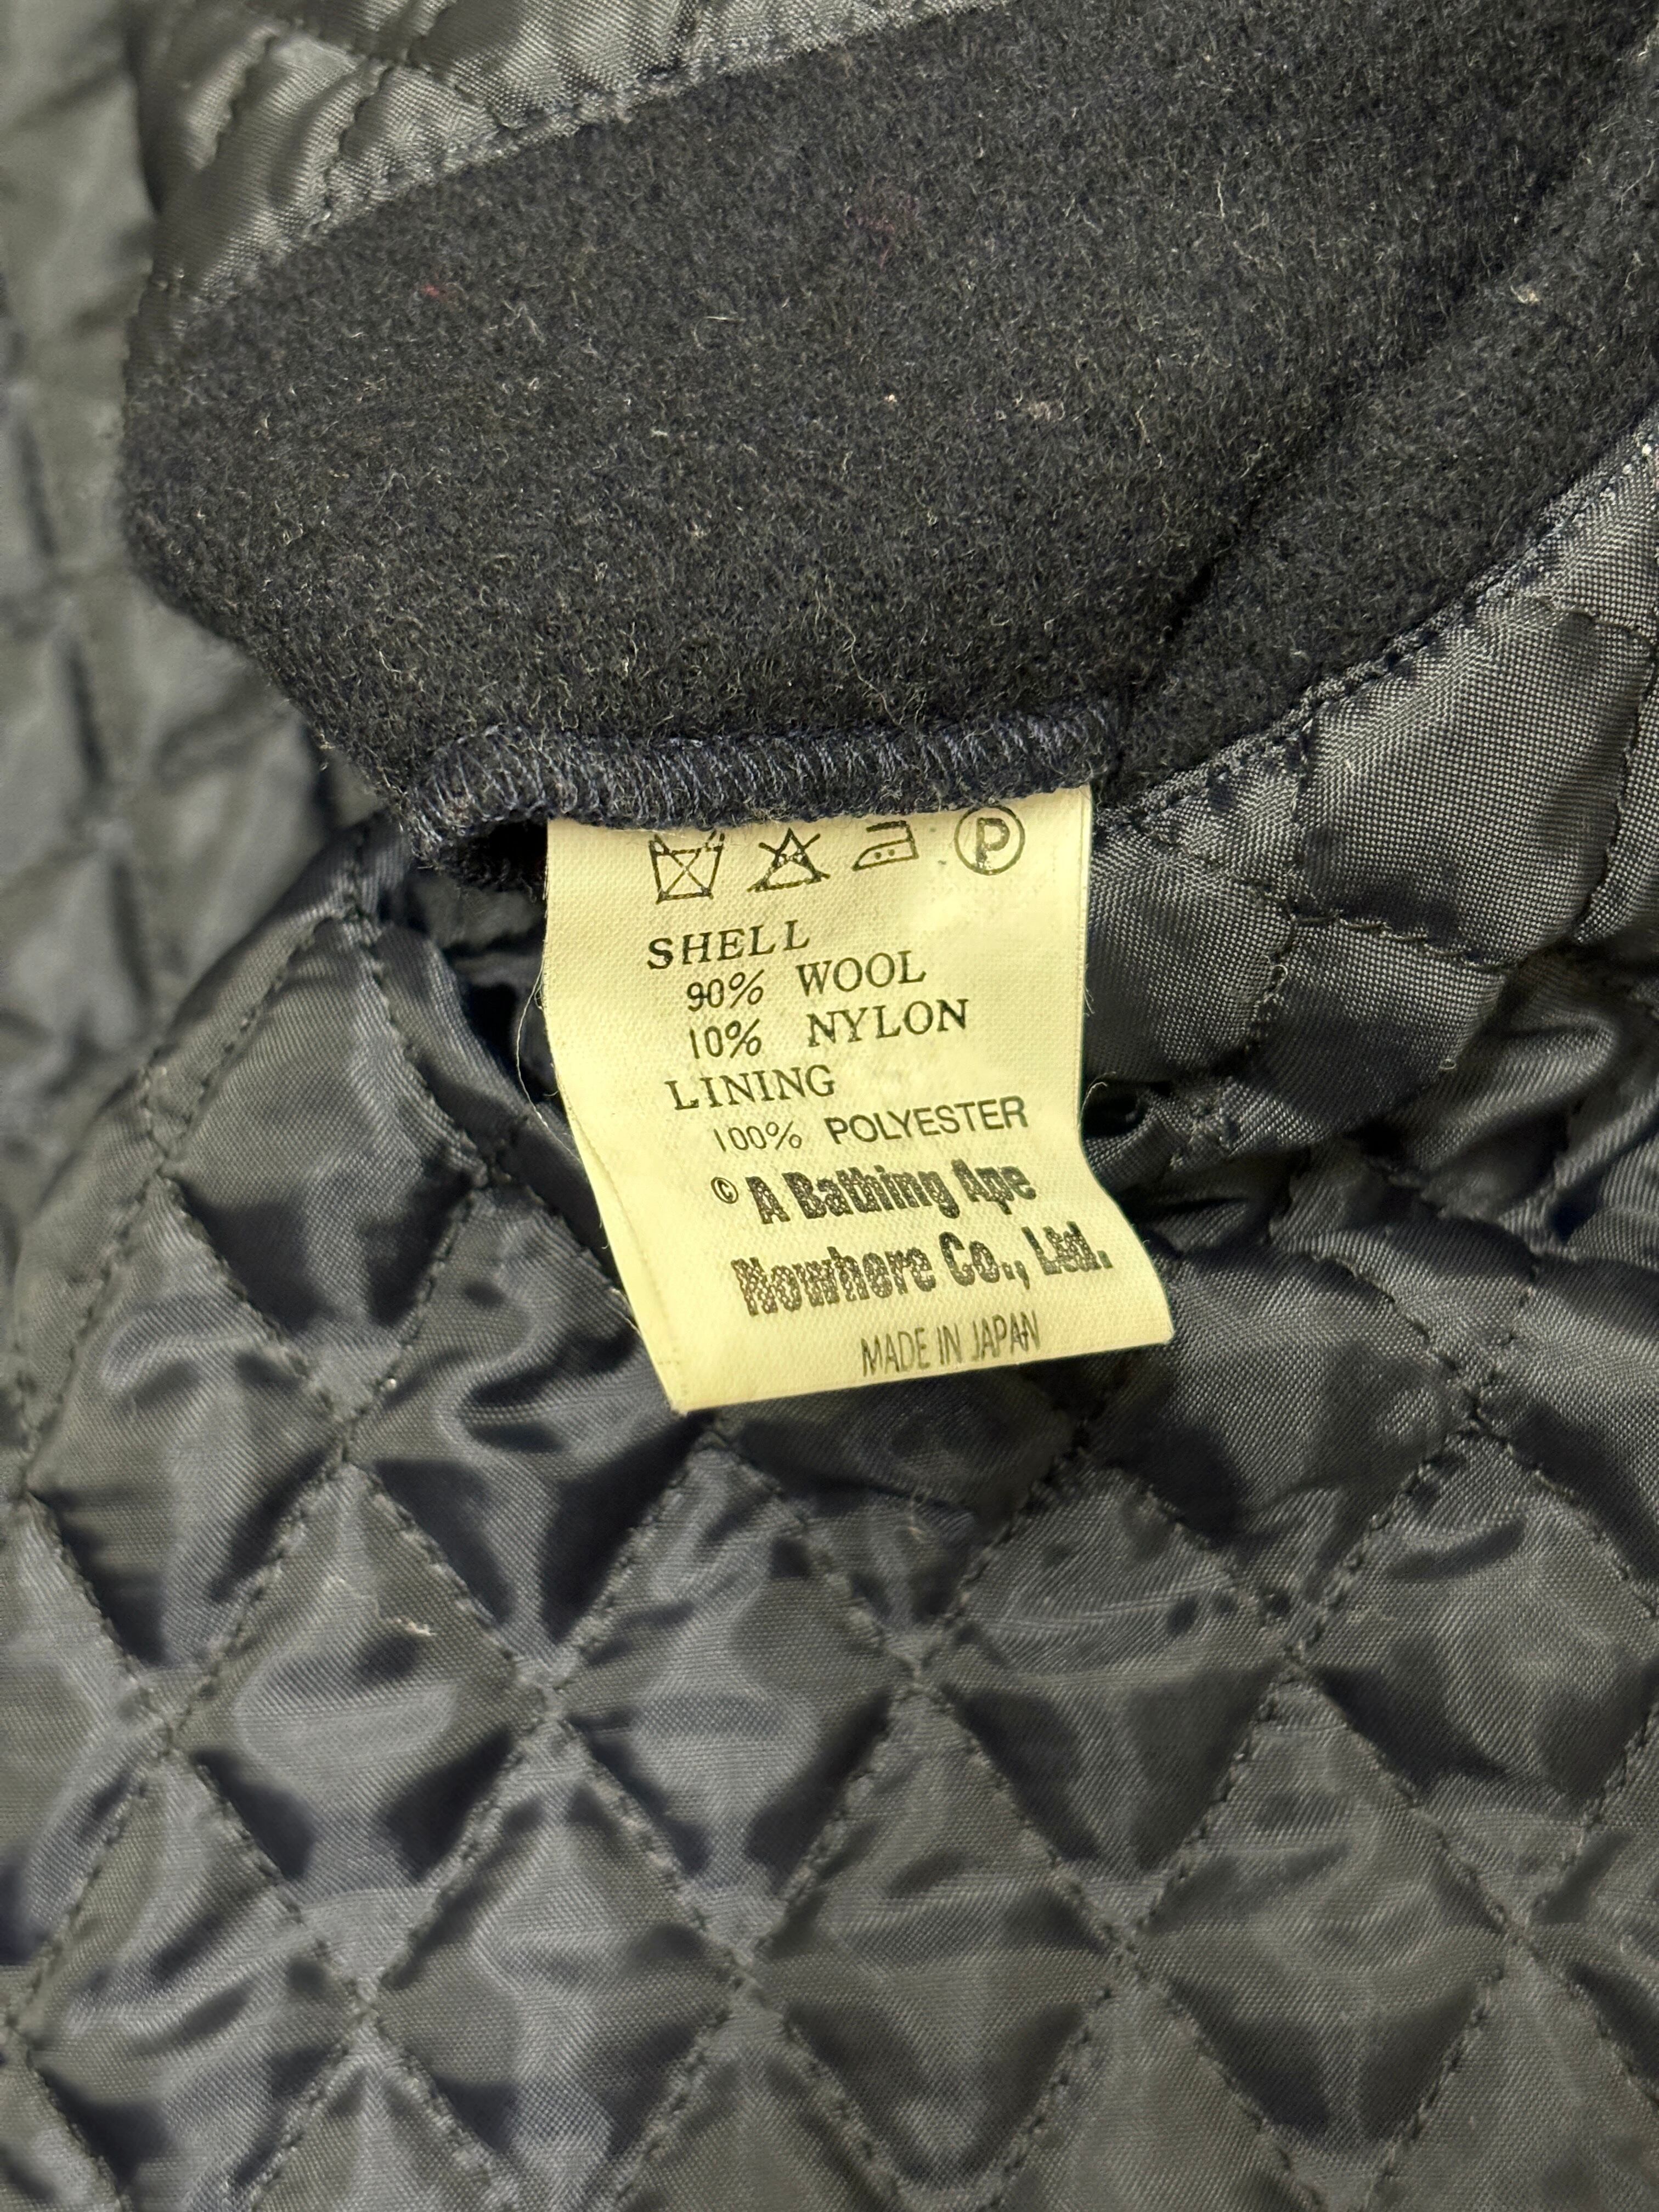 P
SHELL
90% WOOL
10% NYLON
LINING
100% POLYESTER
© A Bathing Ape
Nowhere Co., Ltd.
MADE IN JAPAN